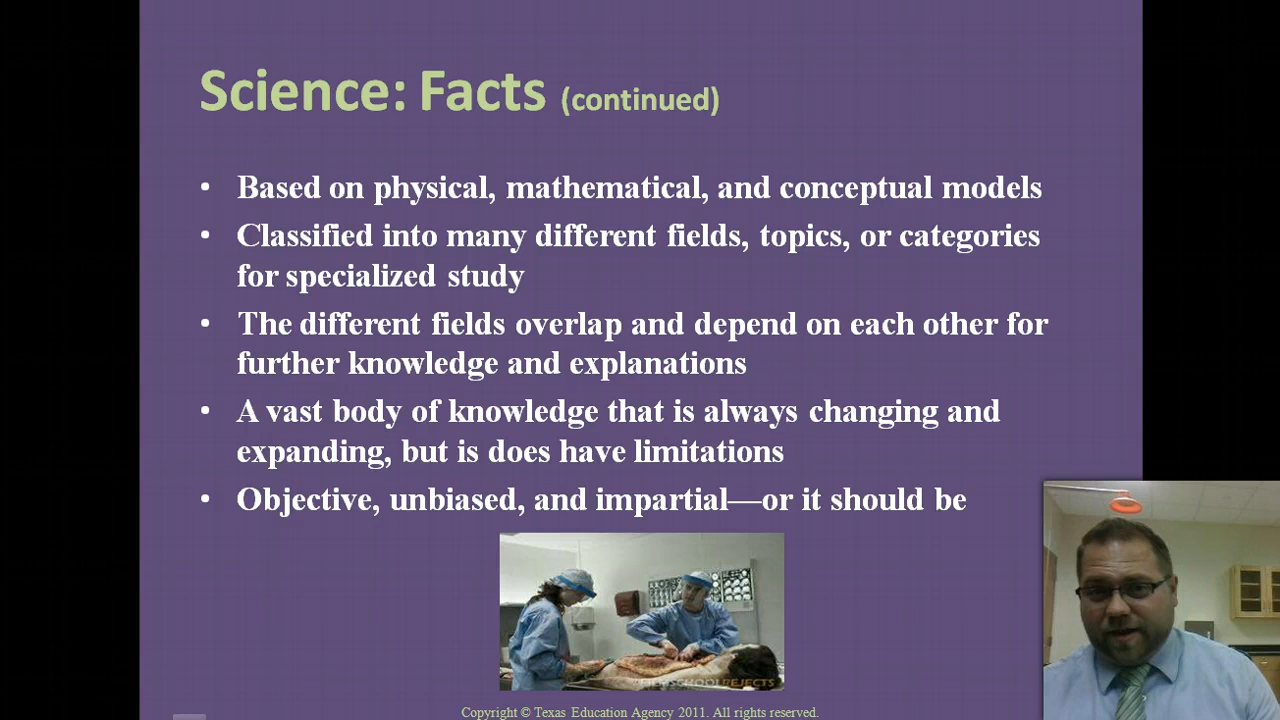 Science: Facts (continued)
• Based on physical, mathematical, and conceptual models
• Classified into many different fields, topics, or categories
for specialized study
• The different fields overlap and depend on each other for
further knowledge and explanations
• A vast body of knowledge that is always changing and
expanding, but is does have limitations
• Objective, unbiased, and impartial—or it should be
Copyright © Texas Education Agency 2011. All rights reserved.